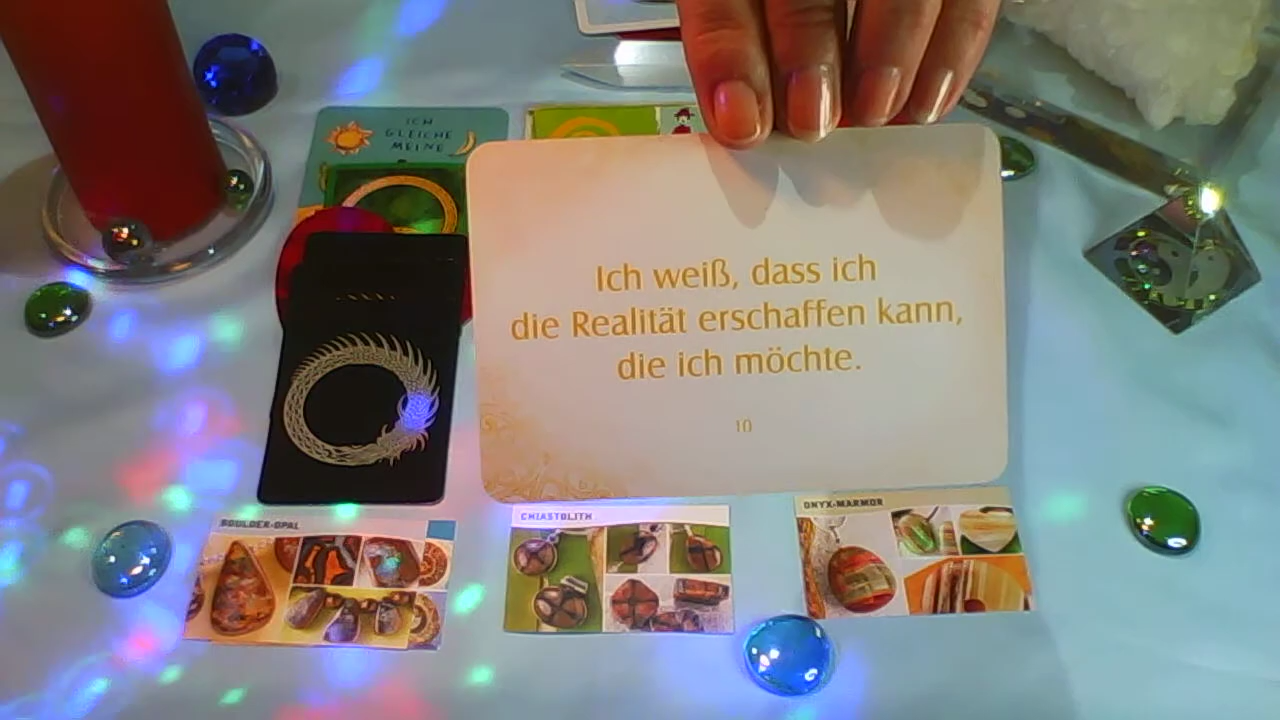 ICH
GLEICHE
MEINE
Ich weiß, dass ich
die Realität erschaffen kann,
die ich möchte.
10
BOULDER-OPAL
CHIASTOLITH
ONYX-MARMOR